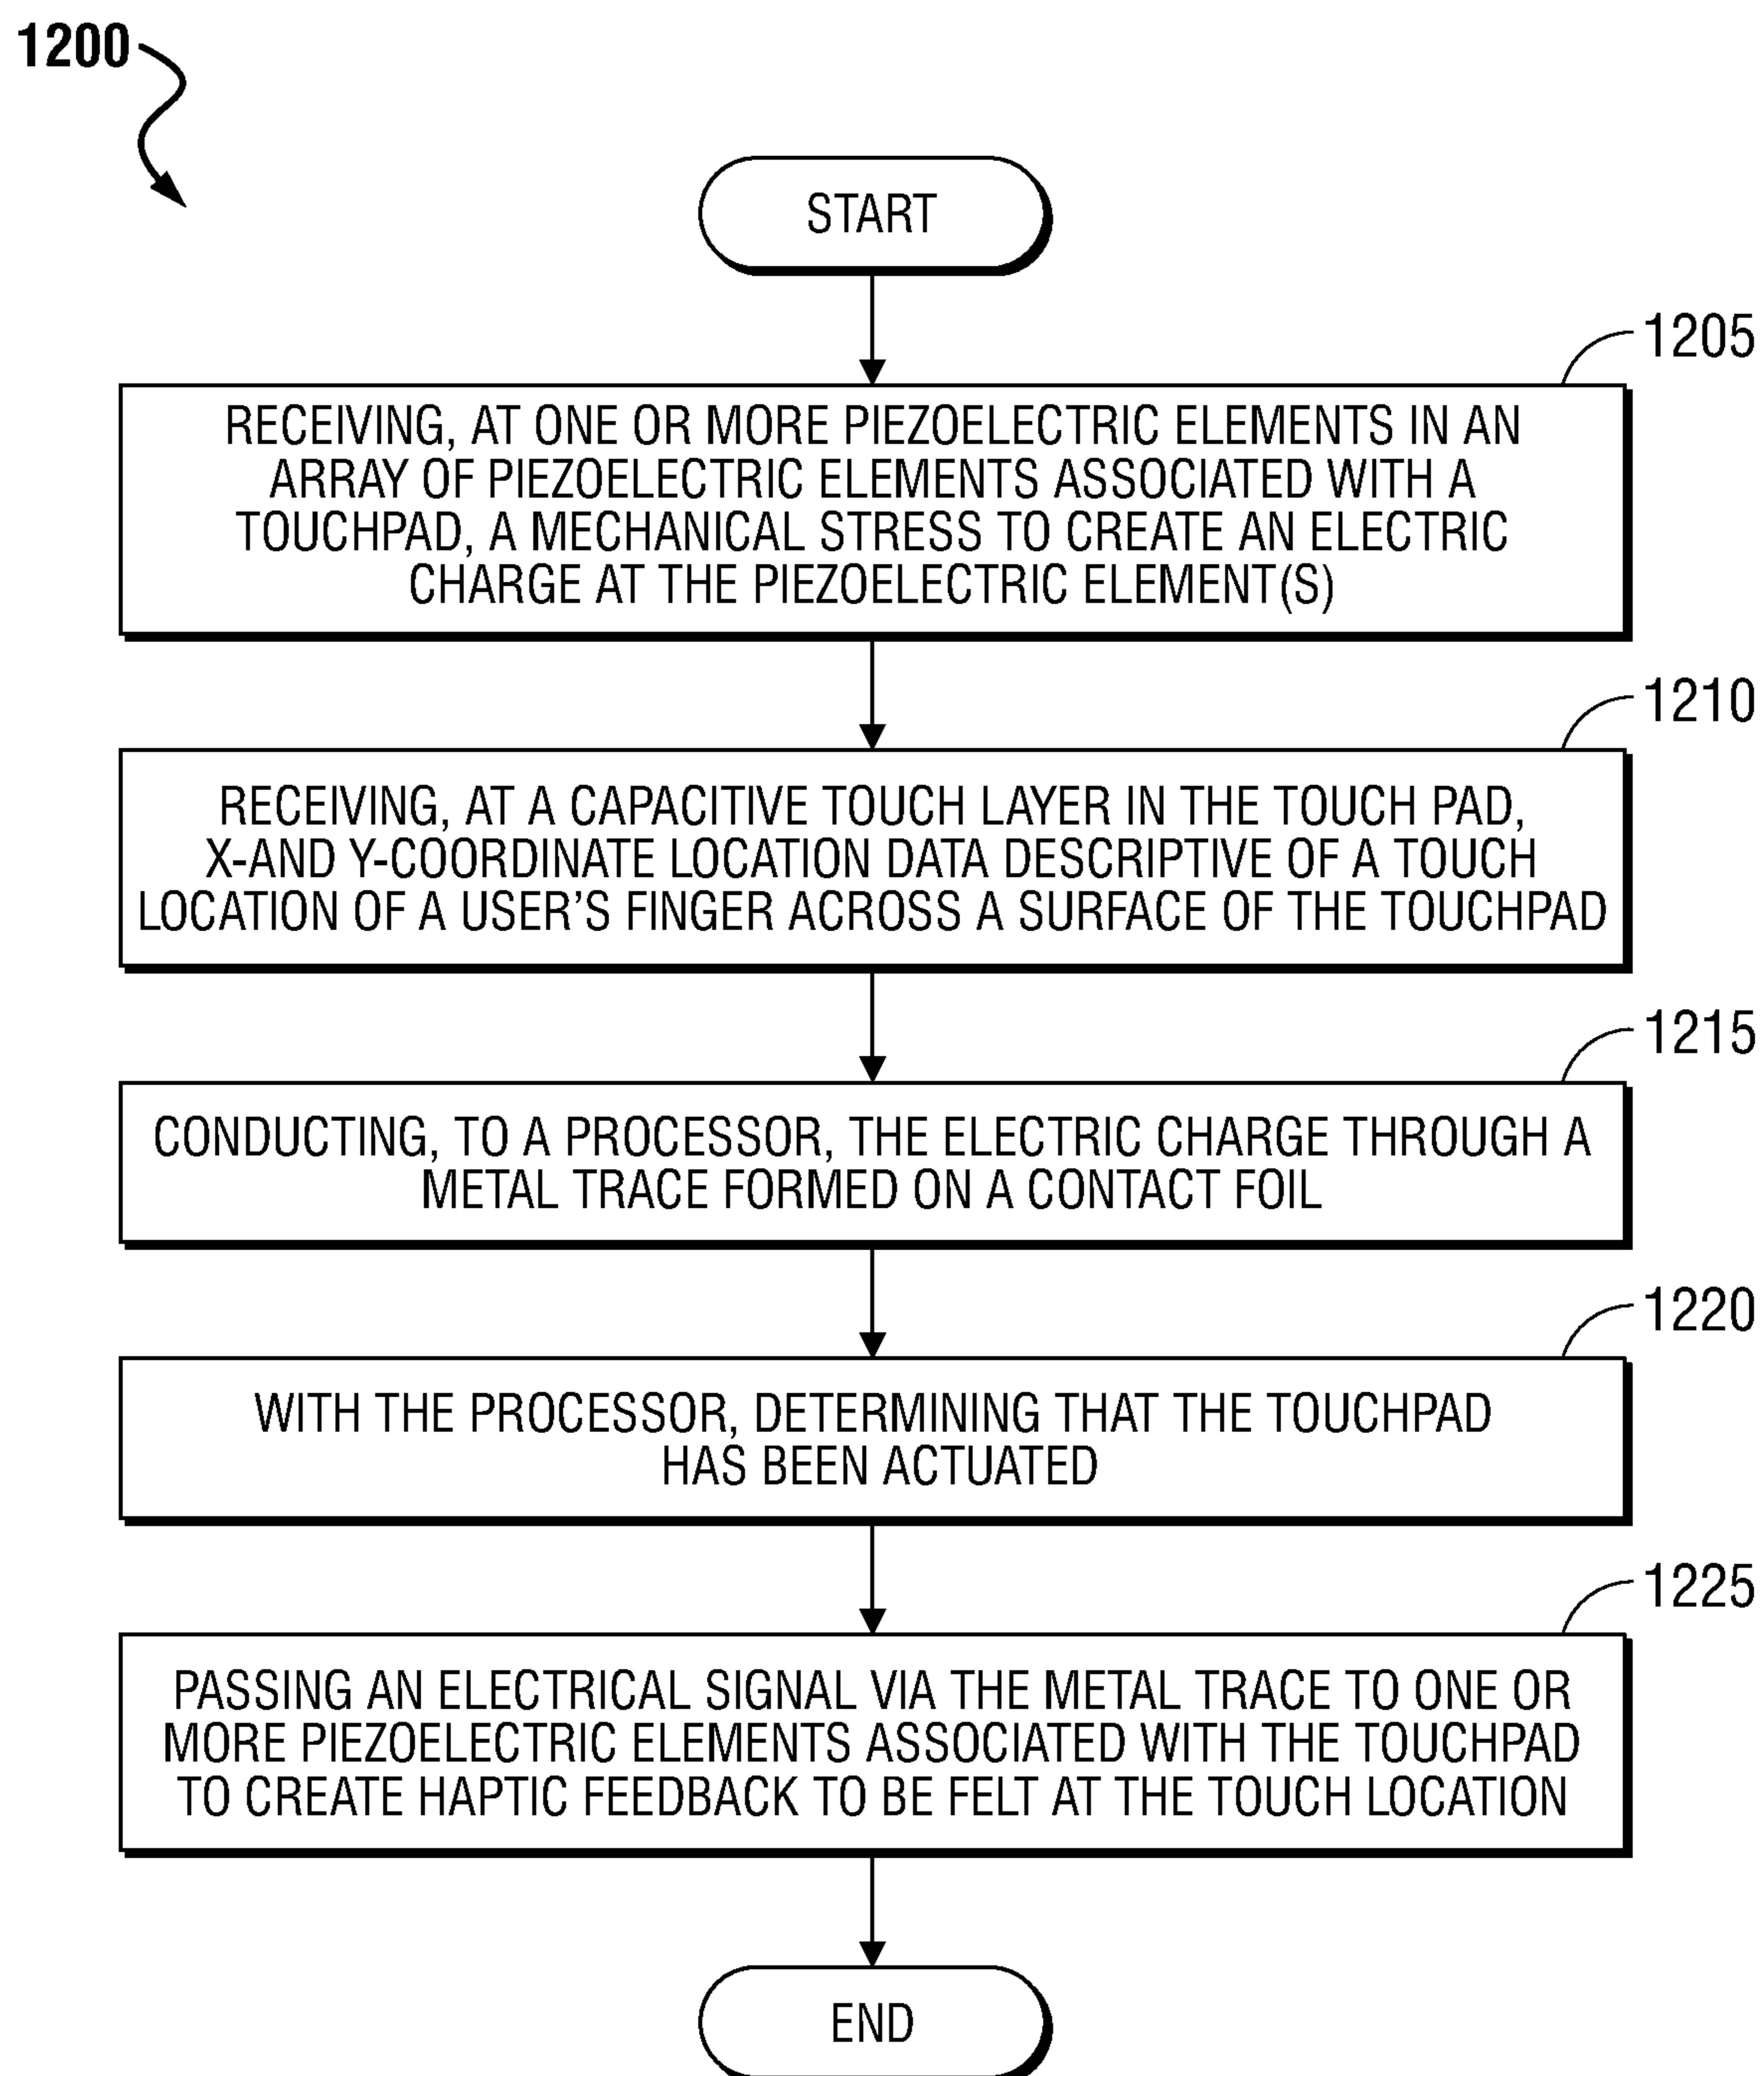 1200
START
1205
RECEIVING, AT ONE OR MORE PIEZOELECTRIC ELEMENTS IN AN
ARRAY OF PIEZOELECTRIC ELEMENTS ASSOCIATED WITH A
TOUCHPAD, A MECHANICAL STRESS TO CREATE AN ELECTRIC
CHARGE AT THE PIEZOELECTRIC ELEMENT(S)
1210
RECEIVING, AT A CAPACITIVE TOUCH LAYER IN THE TOUCH PAD,
X-AND Y-COORDINATE LOCATION DATA DESCRIPTIVE OF A TOUCH
LOCATION OF A USER’S FINGER ACROSS A SURFACE OF THE TOUCHPAD
1215
CONDUCTING, TO A PROCESSOR, THE ELECTRIC CHARGE THROUGH A
METAL TRACE FORMED ON A CONTACT FOIL
1220
WITH THE PROCESSOR, DETERMINING THAT THE TOUCHPAD
HAS BEEN ACTUATED
1225
PASSING AN ELECTRICAL SIGNAL VIA THE METAL TRACE TO ONE OR
MORE PIEZOELECTRIC ELEMENTS ASSOCIATED WITH THE TOUCHPAD
TO CREATE HAPTIC FEEDBACK TO BE FELT AT THE TOUCH LOCATION
END